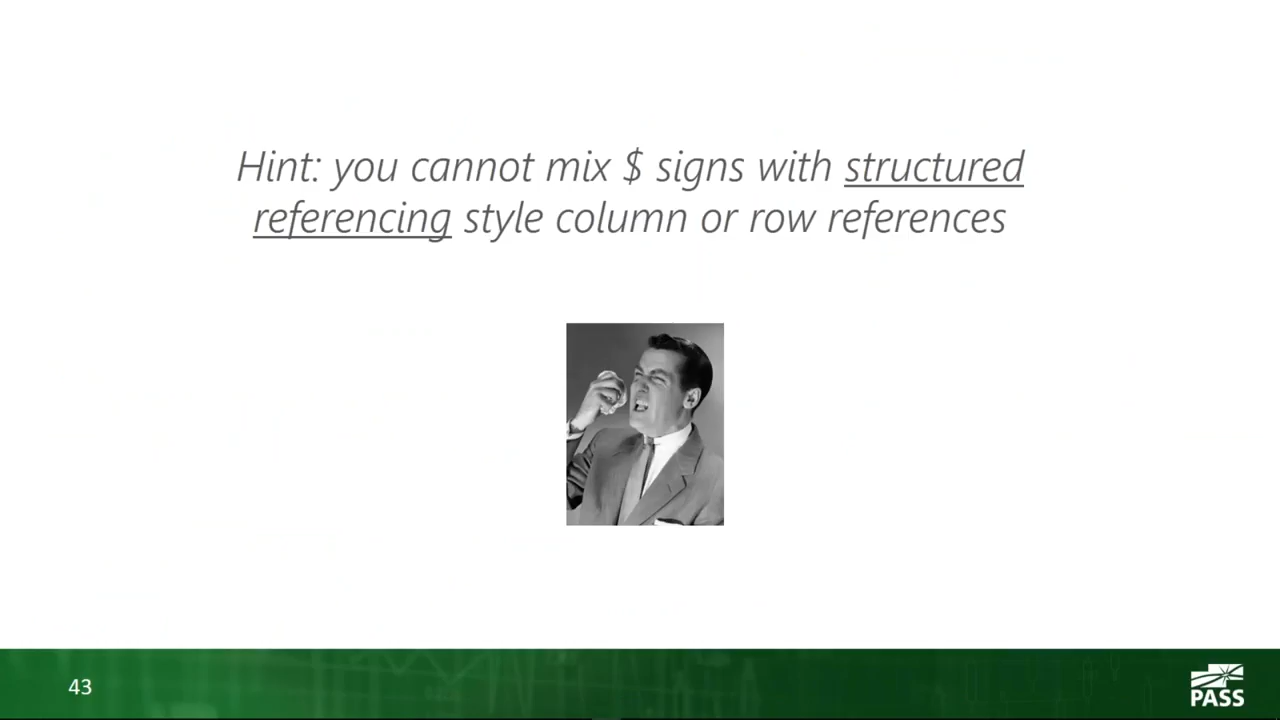 Hint: you cannot mix $ signs with structured
referencing style column or row references
43
PASS